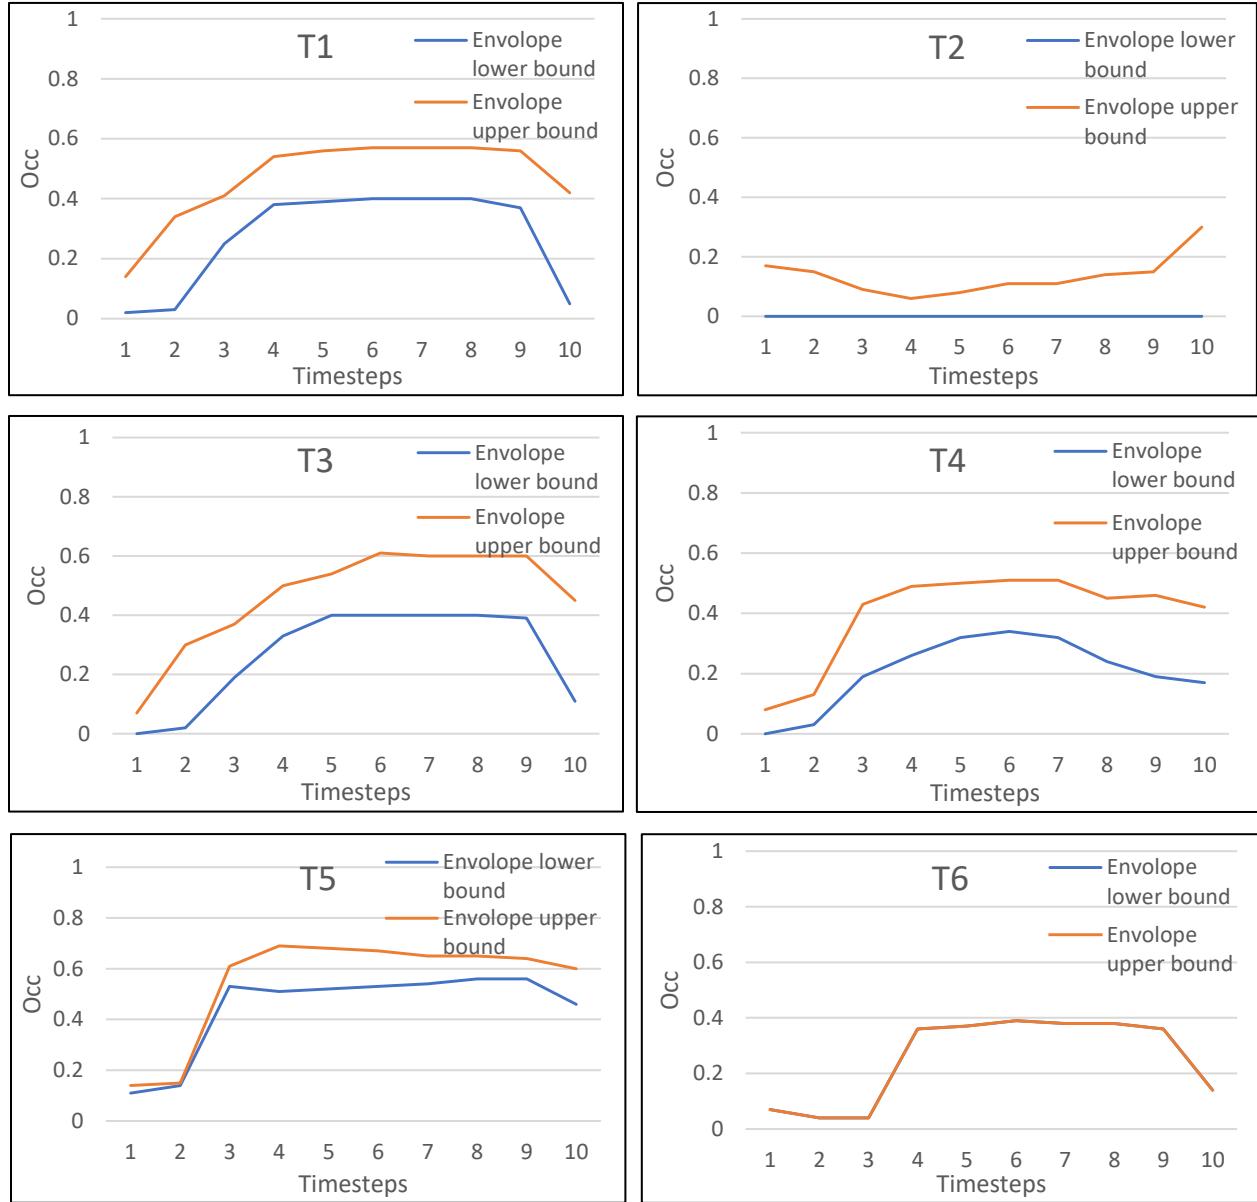 T1
Envolope
lower bound
Envolope
upper bound
1
0.8
0.6
0.4
0.2
0
Occ
1 2 3 4 5 6 7 8 9 10
Timesteps
T2
Envolope lower
bound
Envolope upper
bound
1
0.8
0.6
0.4
0.2
0
Occ
1 2 3 4 5 6 7 8 9 10
Timesteps
T3
Envolope
lower bound
Envolope
upper bound
1
0.8
0.6
0.4
0.2
0
Occ
1 2 3 4 5 6 7 8 9 10
Timesteps
T4
Envolope
lower bound
Envolope
upper bound
1
0.8
0.6
0.4
0.2
0
Occ
1 2 3 4 5 6 7 8 9 10
Timesteps
T5
Envolope lower
bound
Envolope upper
bound
1
0.8
0.6
0.4
0.2
0
Occ
1 2 3 4 5 6 7 8 9 10
Timesteps
T6
Envolope
lower bound
Envolope
upper bound
1
0.8
0.6
0.4
0.2
0
Occ
1 2 3 4 5 6 7 8 9 10
Timesteps